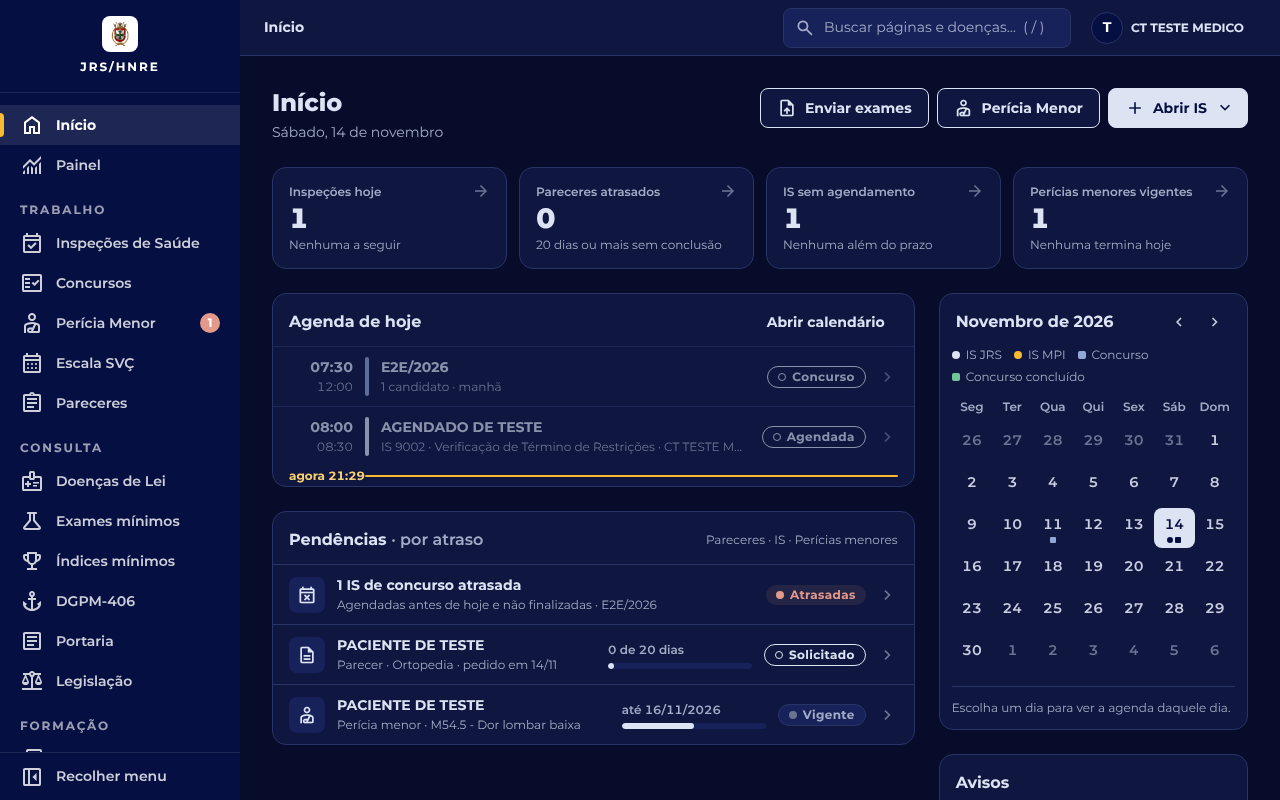 JRS/HNRE
Início
Painel
TRABALHO
Inspeções de Saúde
Concursos
Perícia Menor
1
Escala SVÇ
Pareceres
CONSULTA
Doenças de Lei
Exames mínimos
Índices mínimos
DGPM-406
Portaria
Legislação
FORMAÇÃO
Recolher menu
Início
Buscar páginas e doenças... ( / )
T
CT TESTE MEDICO
Início
Sábado, 14 de novembro
Enviar exames
Perícia Menor
Abrir IS
Inspeções hoje
1
Nenhuma a seguir
Pareceres atrasados
0
20 dias ou mais sem conclusão
IS sem agendamento
1
Nenhuma além do prazo
Perícias menores vigentes
1
Nenhuma termina hoje
Agenda de hoje
Abrir calendário
07:30 E2E/2026
12:00 1 candidato · manhã
Concurso
08:00 AGENDADO DE TESTE
08:30 IS 9002 · Verificação de Término de Restrições · CT TESTE M...
Agendada
agora 21:29
Pendências · por atraso
Pareceres · IS · Perícias menores
1 IS de concurso atrasada
Agendadas antes de hoje e não finalizadas · E2E/2026
Atrasadas
PACIENTE DE TESTE
Parecer · Ortopedia · pedido em 14/11
0 de 20 dias
Solicitado
PACIENTE DE TESTE
Perícia menor · M54.5 - Dor lombar baixa
até 16/11/2026
Vigente
Novembro de 2026
IS JRS IS MPI Concurso
Concurso concluído
Seg Ter Qua Qui Sex Sáb Dom
26 27 28 29 30 31 1
2 3 4 5 6 7 8
9 10 11 12 13 14 15
16 17 18 19 20 21 22
23 24 25 26 27 28 29
30 1 2 3 4 5 6
Escolha um dia para ver a agenda daquele dia.
Avisos